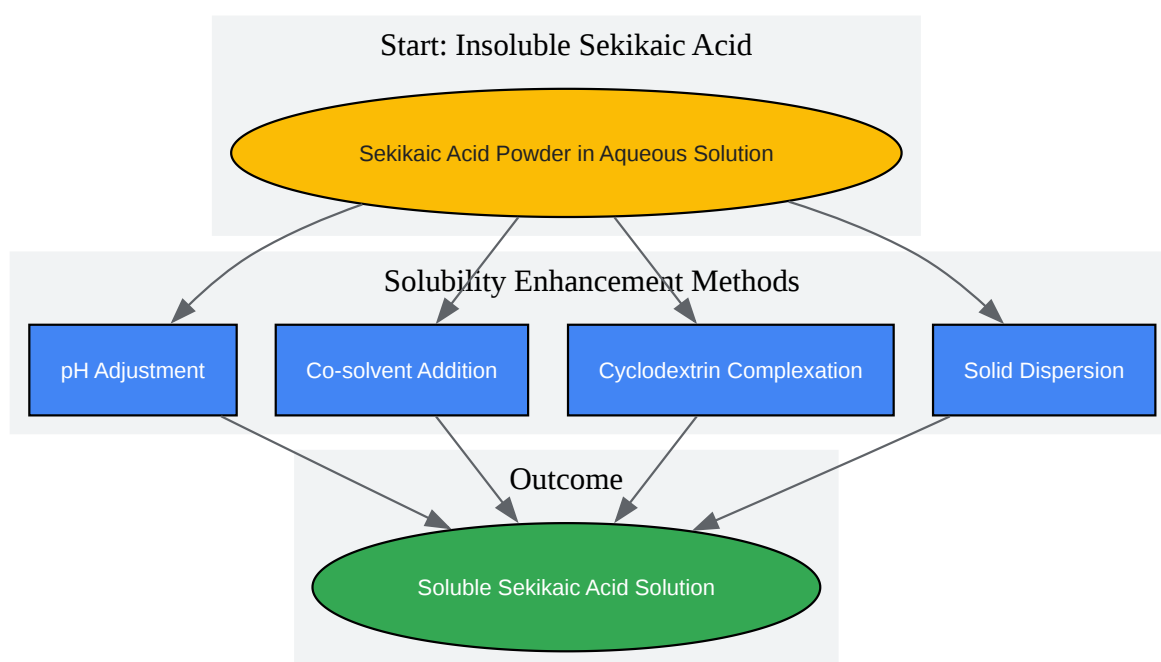 Start: Insoluble Sekikaic Acid
Sekikaic Acid Powder in Aqueous Solution
Solubility Enhancement Methods
pH Adjustment
Co-solvent Addition
Cyclodextrin Complexation
Solid Dispersion
Outcome
Soluble Sekikaic Acid Solution